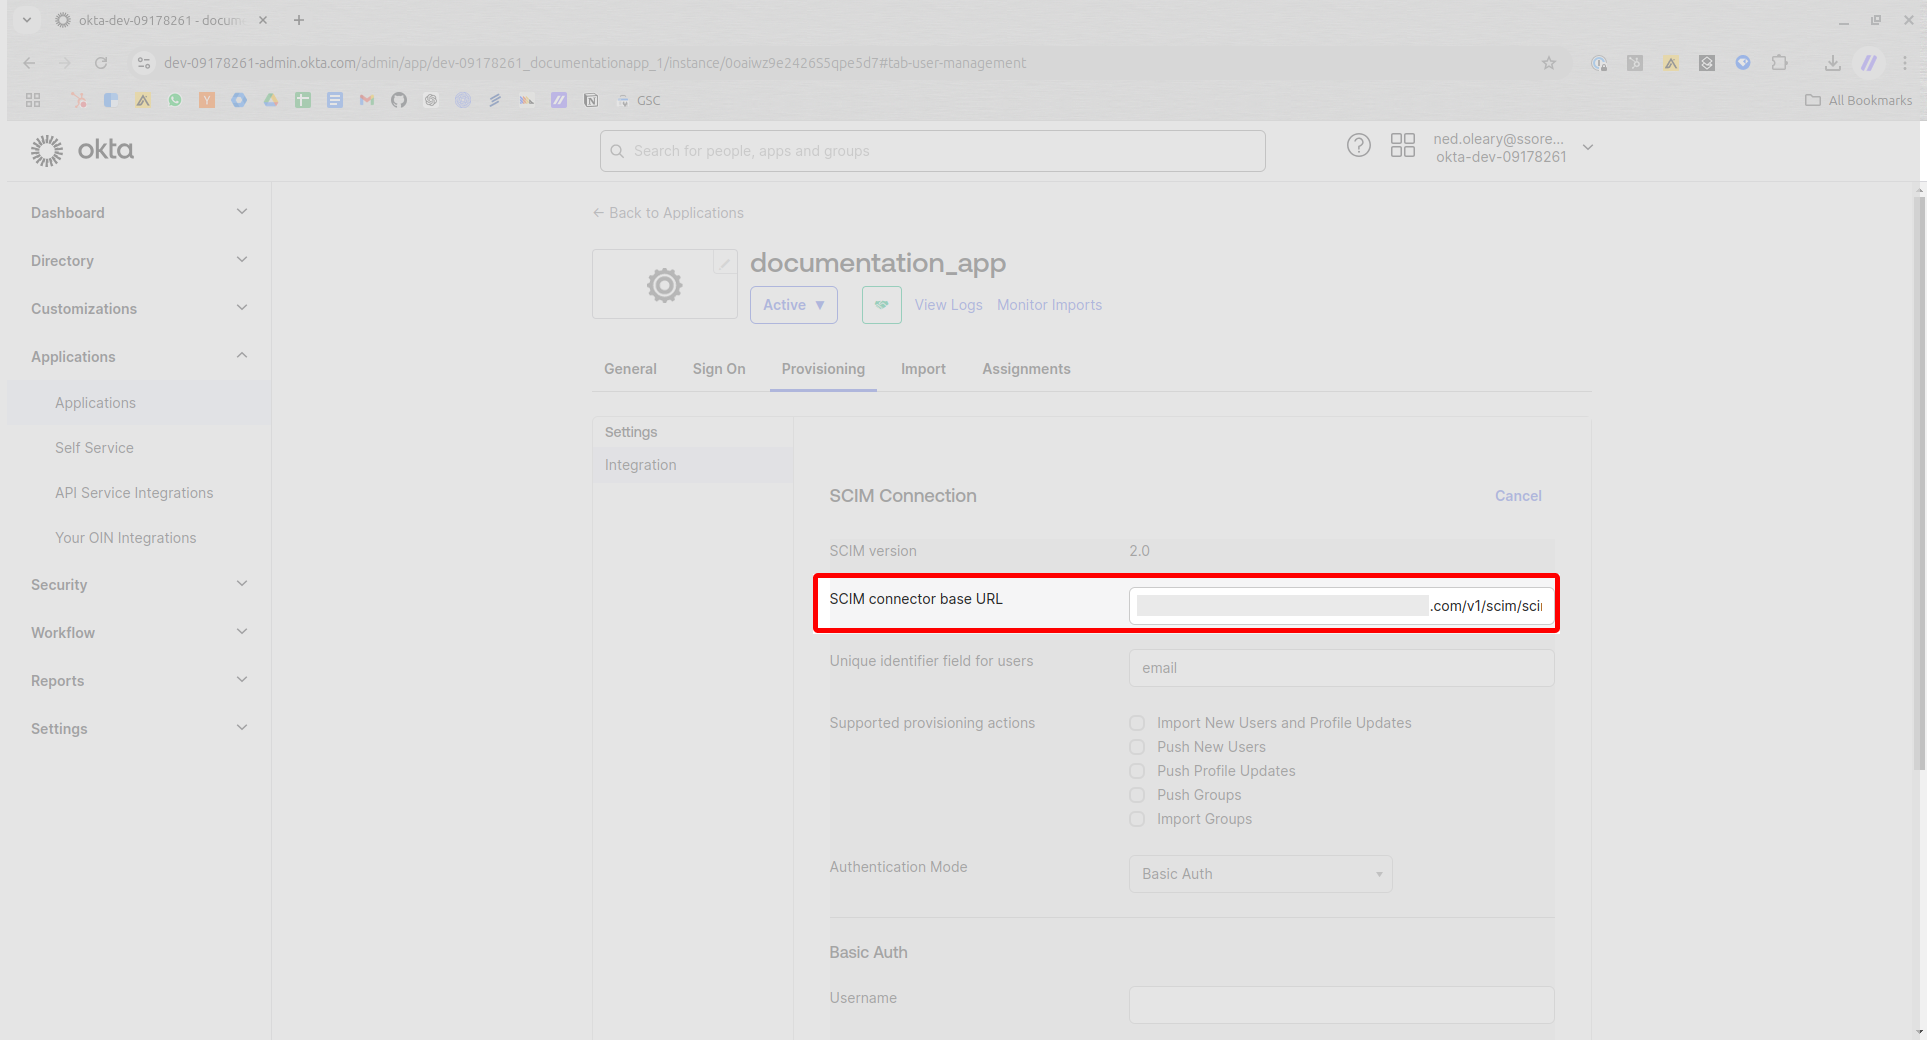 okta-dev-09178261 - docum
dev-09178261-admin.okta.com/admin/app/dev-09178261_documentationapp_1/instance/0oaiwz9e2426S5qpe5d7#tab-user-management
GSC
All Bookmarks
okta
Search for people, apps and groups
ned.oleary@ssore...
okta-dev-09178261
Dashboard
Directory
Customizations
Applications
Applications
Self Service
API Service Integrations
Your OIN Integrations
Security
Workflow
Reports
Settings
← Back to Applications
documentation_app
Active ▼
View Logs
Monitor Imports
General
Sign On
Provisioning
Import
Assignments
Settings
Integration
SCIM Connection
Cancel
SCIM version
2.0
SCIM connector base URL
.com/v1/scim/sci
Unique identifier field for users
email
Supported provisioning actions
Import New Users and Profile Updates
Push New Users
Push Profile Updates
Push Groups
Import Groups
Authentication Mode
Basic Auth
Basic Auth
Username